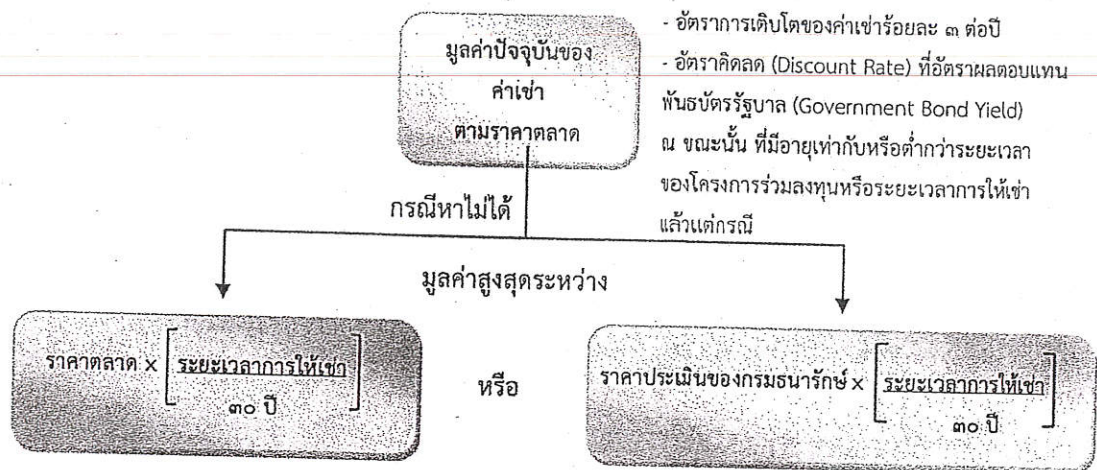 มูลค่าปัจจุบันของ
ค่าเช่า
ตามราคาตลาด
- อัตราการเติบโตของค่าเช่าร้อยละ ๓ ต่อปี
- อัตราคิดลด (Discount Rate) ที่อัตราผลตอบแทน
พันธบัตรรัฐบาล (Government Bond Yield)
ณ ขณะนั้น ที่มีอายุเท่ากับหรือต่ำกว่าระยะเวลา
ของโครงการร่วมลงทุนหรือระยะเวลาการให้เช่า
แล้วแต่กรณี
กรณีหาไม่ได้
มูลค่าสูงสุดระหว่าง
ราคาตลาด × [ระยะเวลาการให้เช่า
๓๐ ปี]
หรือ
ราคาประเมินของกรมธนารักษ์ × [ระยะเวลาการให้เช่า
๓๐ ปี]